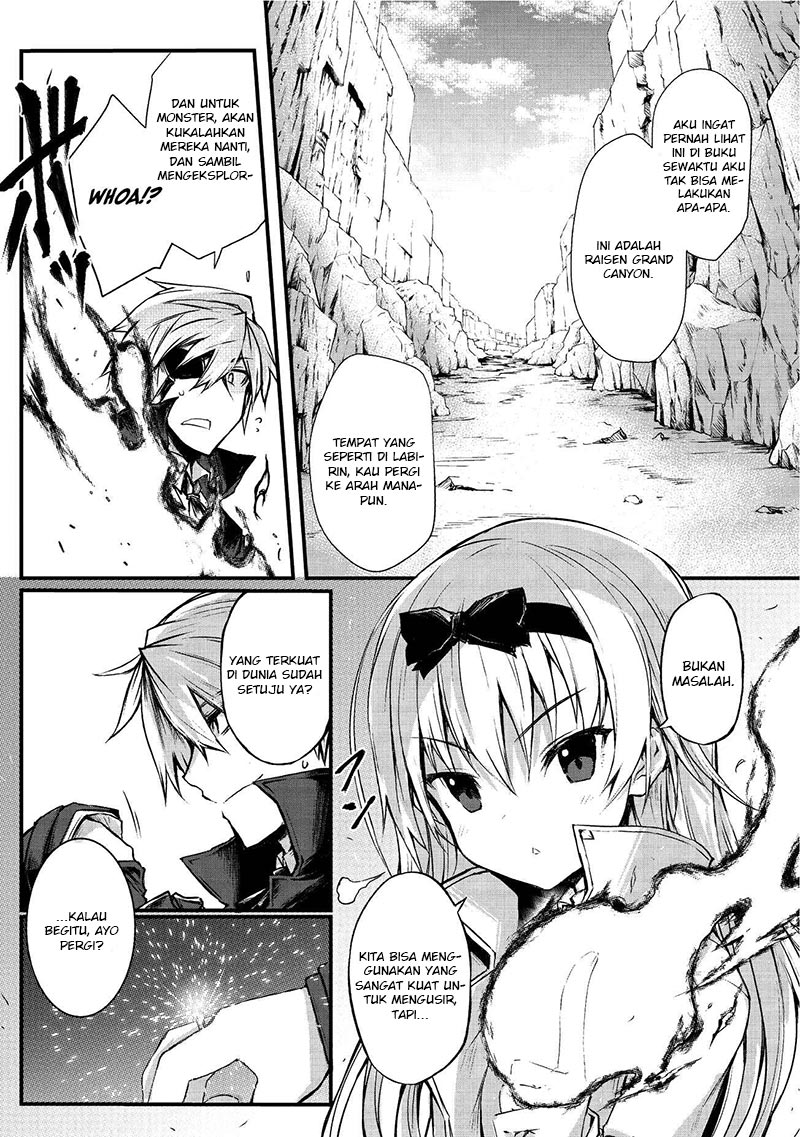 AKU INGAT
PERNAH LIHAT
INI DI BUKU
SEWAKTU AKU
TAK BISA ME-
LAKUKAN
APA-APA.
INI ADALAH
RAISEN GRAND
CANYON.
TEMPAT YANG
SEPERTI DI LABI-
RIN, KAU PERGI
KE ARAH MANA-
PUN.
DAN UNTUK
MONSTER, AKAN
KUKALAHKAN
MEREKA NANTI,
DAN SAMBIL
MENGEKSPLOR-
WHOA!?
ボッ
BUKAN
MASALAH.
KITA BISA MENG-
GUNAKAN YANG
SANGAT KUAT UN-
TUK MENGUSIR,
TAPI...
YANG TERKUAT
DI DUNIA SUDAH
SETUJU YA?
...KALAU
BEGITU, AYO
PERGI?